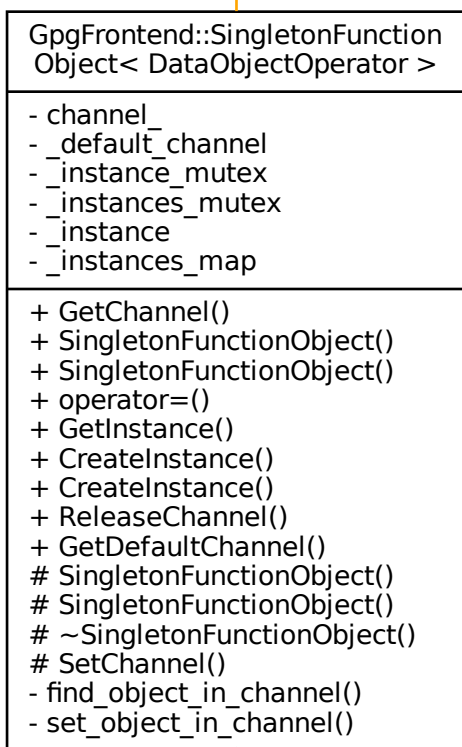 GpgFrontend::SingletonFunction
Object< DataObjectOperator >
- channel_
- _default_channel
- _instance_mutex
- _instances_mutex
- _instance
- _instances_map
+ GetChannel()
+ SingletonFunctionObject()
+ SingletonFunctionObject()
+ operator=()
+ GetInstance()
+ CreateInstance()
+ CreateInstance()
+ ReleaseChannel()
+ GetDefaultChannel()
# SingletonFunctionObject()
# SingletonFunctionObject()
# ~SingletonFunctionObject()
# SetChannel()
- find_object_in_channel()
- set_object_in_channel()